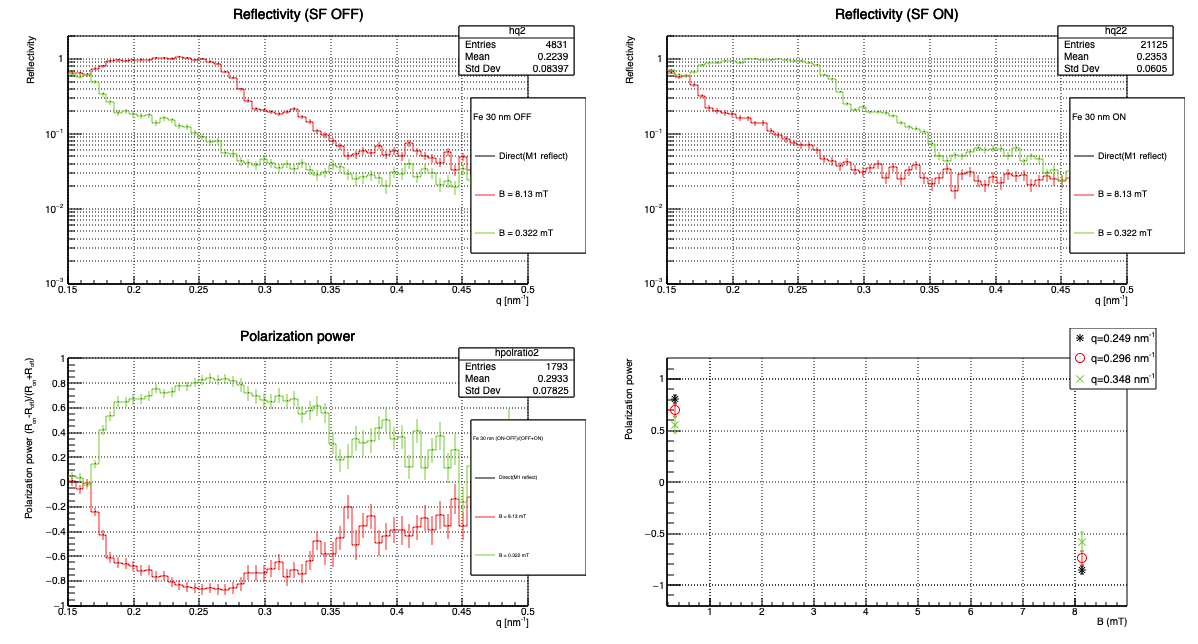 Reflectivity (SF OFF)
hq2
Entries 4831
Mean 0.2239
Std Dev 0.08397
Reflectivity
1
10⁻¹
10⁻²
10⁻³
0.15 0.2 0.25 0.3 0.35 0.4 0.45 0.5
q [nm⁻¹]
Fe 30 nm OFF
Direct(M1 reflect)
B = 8.13 mT
B = 0.322 mT
Reflectivity (SF ON)
hq22
Entries 21125
Mean 0.2353
Std Dev 0.0605
Reflectivity
1
10⁻¹
10⁻²
10⁻³
0.15 0.2 0.25 0.3 0.35 0.4 0.45 0.5
q [nm⁻¹]
Fe 30 nm ON
Direct(M1 reflect)
B = 8.13 mT
B = 0.322 mT
Polarization power
hpolratio2
Entries 1793
Mean 0.2933
Std Dev 0.07825
Polarization power (R_on-R_off)/(R_on+R_off)
1
0.8
0.6
0.4
0.2
0
−0.2
−0.4
−0.6
−0.8
−1
0.15 0.2 0.25 0.3 0.35 0.4 0.45 0.5
q [nm⁻¹]
Fe 30 nm (ON-OFF)/(OFF+ON)
Direct(M1 reflect)
B = 8.13 mT
B = 0.322 mT
q=0.249 nm⁻¹
q=0.296 nm⁻¹
q=0.348 nm⁻¹
Polarization power
1
0.5
0
−0.5
−1
1 2 3 4 5 6 7 8
B (mT)